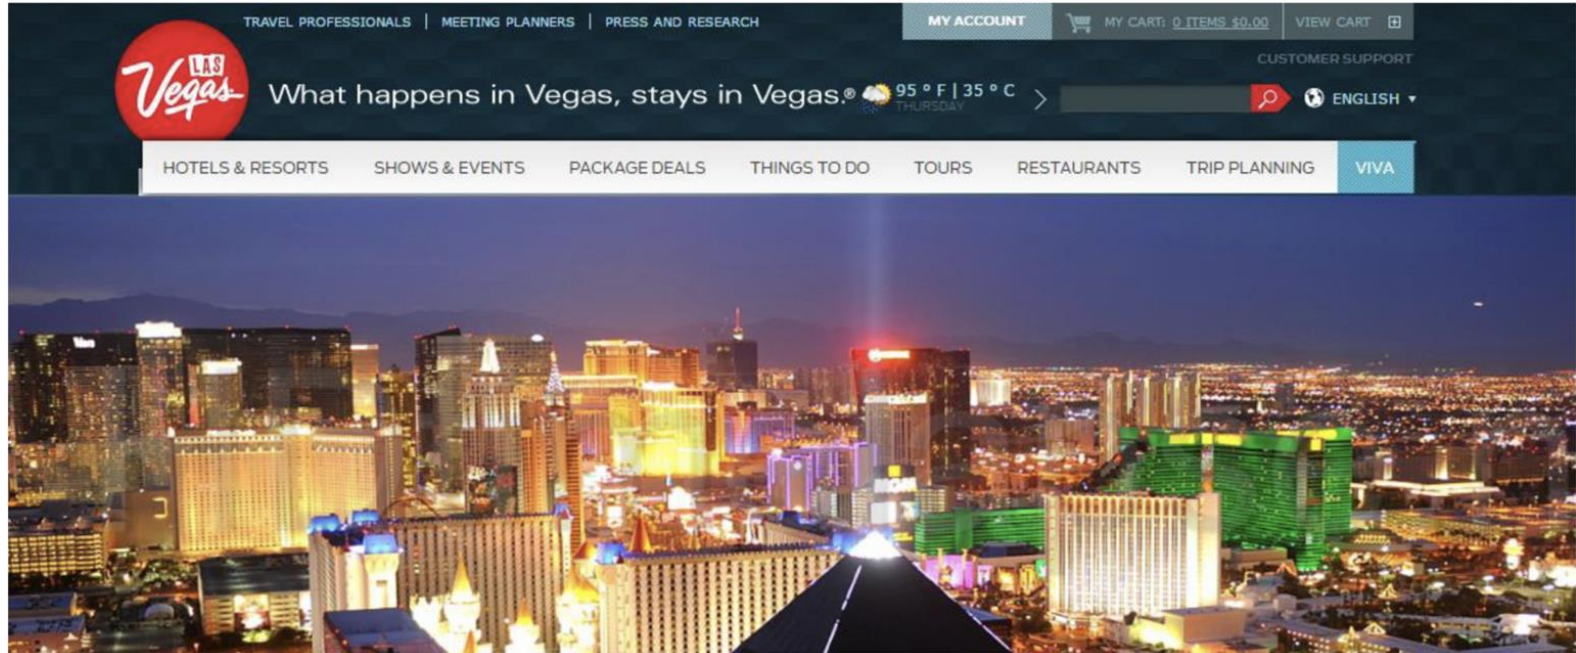 TRAVEL PROFESSIONALS | MEETING PLANNERS | PRESS AND RESEARCH
MY ACCOUNT
MY CART: 0 ITEMS $0.00
VIEW CART
CUSTOMER SUPPORT
LAS
Vegas
What happens in Vegas, stays in Vegas.®
95 ° F | 35 ° C
THURSDAY
ENGLISH
HOTELS & RESORTS SHOWS & EVENTS PACKAGE DEALS THINGS TO DO TOURS RESTAURANTS TRIP PLANNING VIVA